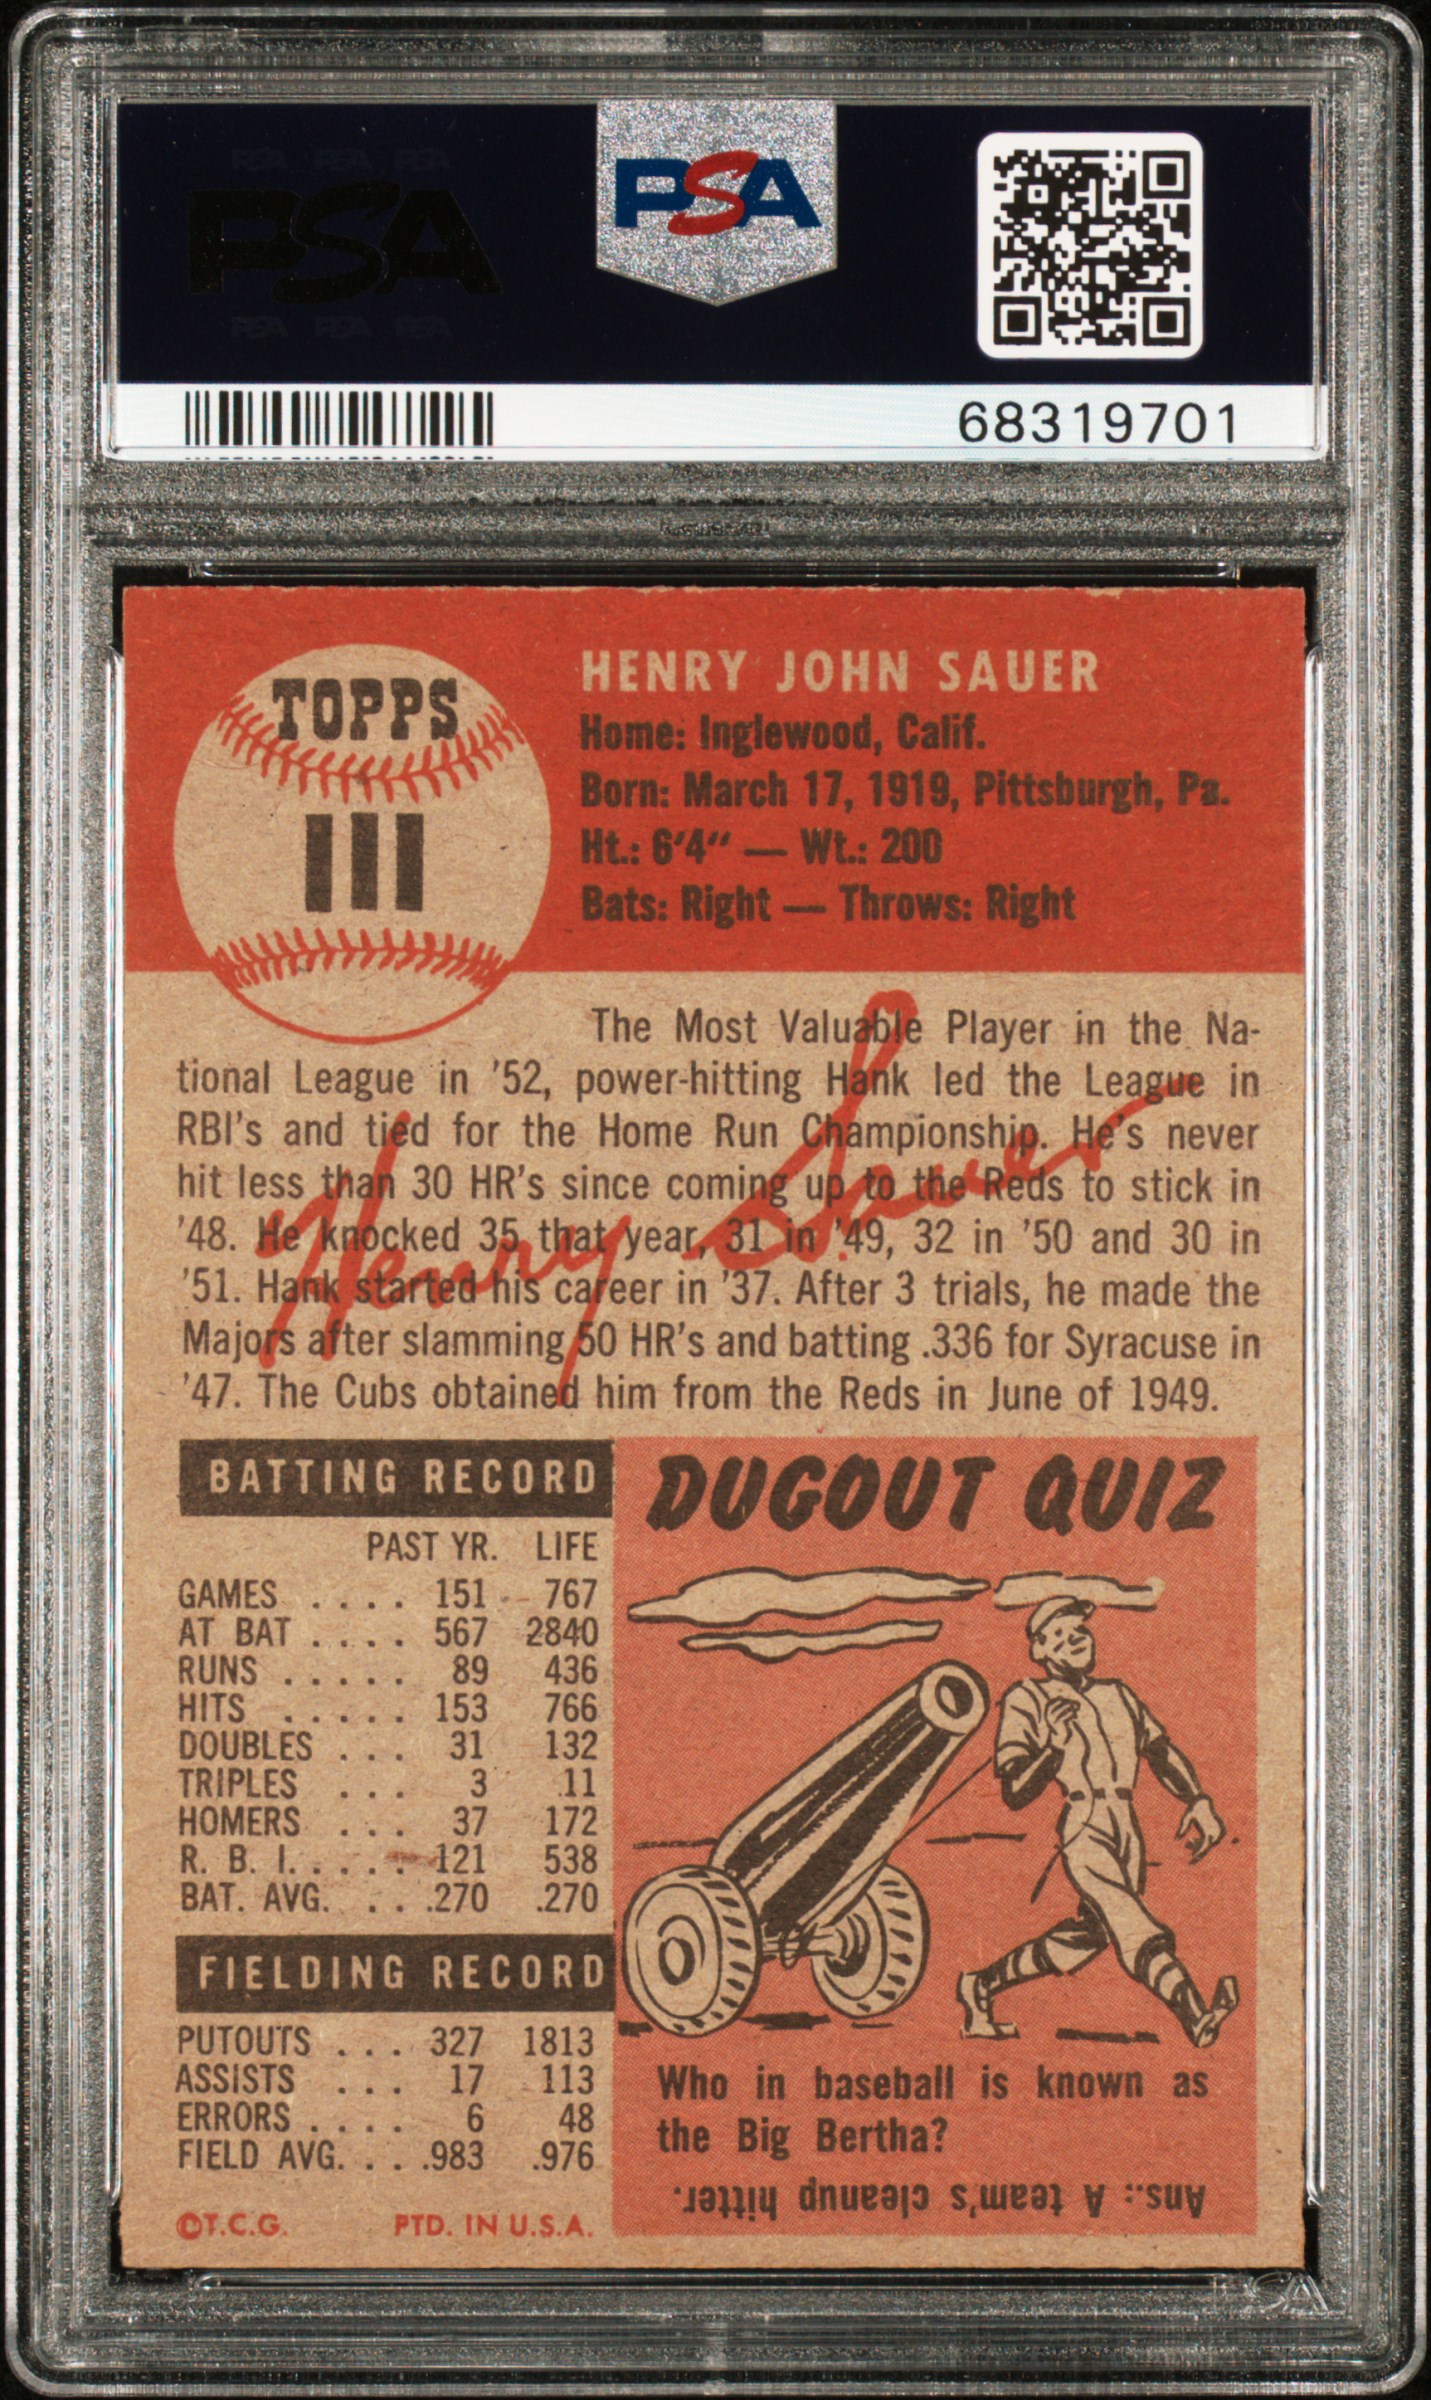 PSA PSA PSA
PSA
PSA PSA PSA
PSA
68319701
TOPPS
111
HENRY JOHN SAUER
Home: Inglewood, Calif.
Born: March 17, 1919, Pittsburgh, Pa.
Ht.: 6'4" — Wt.: 200
Bats: Right — Throws: Right
The Most Valuable Player in the Na-
tional League in '52, power-hitting Hank led the League in
RBI's and tied for the Home Run Championship. He's never
hit less than 30 HR's since coming up to the Reds to stick in
'48. He knocked 35 that year, 31 in '49, 32 in '50 and 30 in
'51. Hank started his career in '37. After 3 trials, he made the
Majors after slamming 50 HR's and batting .336 for Syracuse in
'47. The Cubs obtained him from the Reds in June of 1949.
Henry Sauer
BATTING RECORD
PAST YR. LIFE
GAMES . . . . 151 767
AT BAT . . . . 567 2840
RUNS . . . . . 89 436
HITS . . . . . 153 766
DOUBLES . . . 31 132
TRIPLES . . . 3 11
HOMERS . . . 37 172
R. B. I. . . . . 121 538
BAT. AVG. . . . .270 .270
FIELDING RECORD
PUTOUTS . . . 327 1813
ASSISTS . . . 17 113
ERRORS . . . . 6 48
FIELD AVG. . . . .983 .976
©T.C.G. PTD. IN U.S.A.
DUGOUT QUIZ
Who in baseball is known as
the Big Bertha?
Ans.: A team's cleanup hitter.
PSA